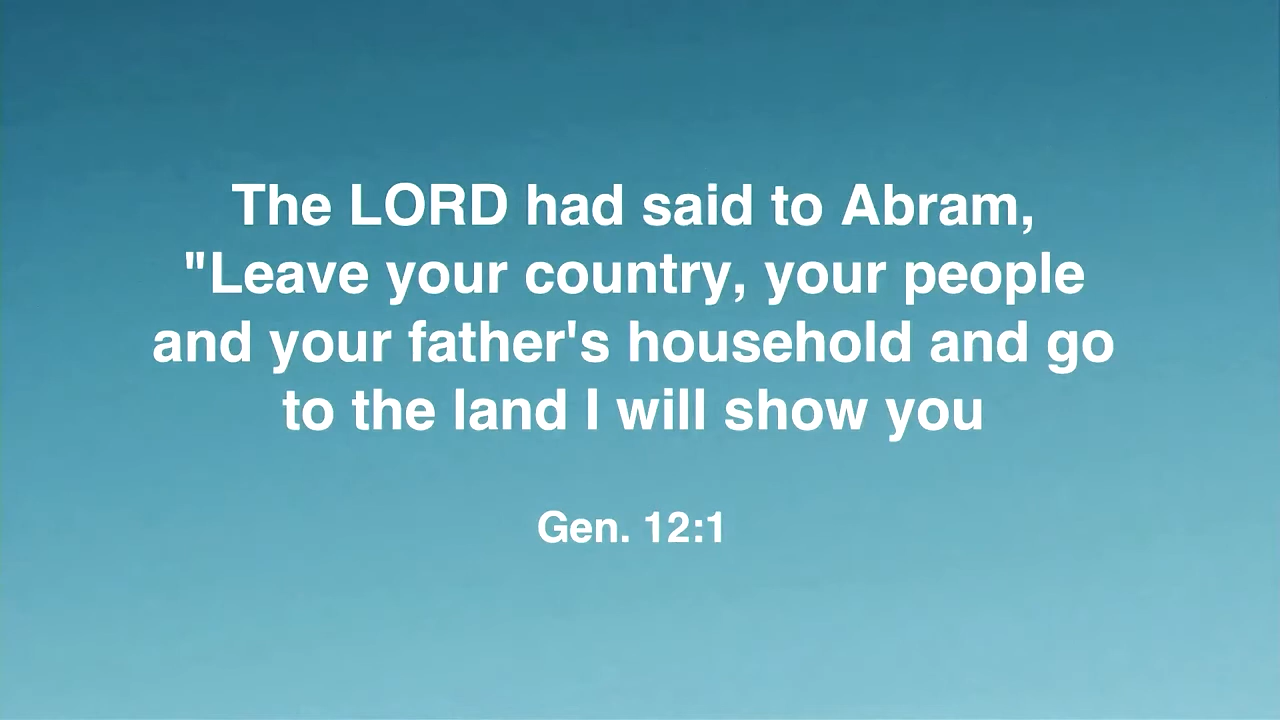 The LORD had said to Abram,
"Leave your country, your people
and your father's household and go
to the land I will show you
Gen. 12:1